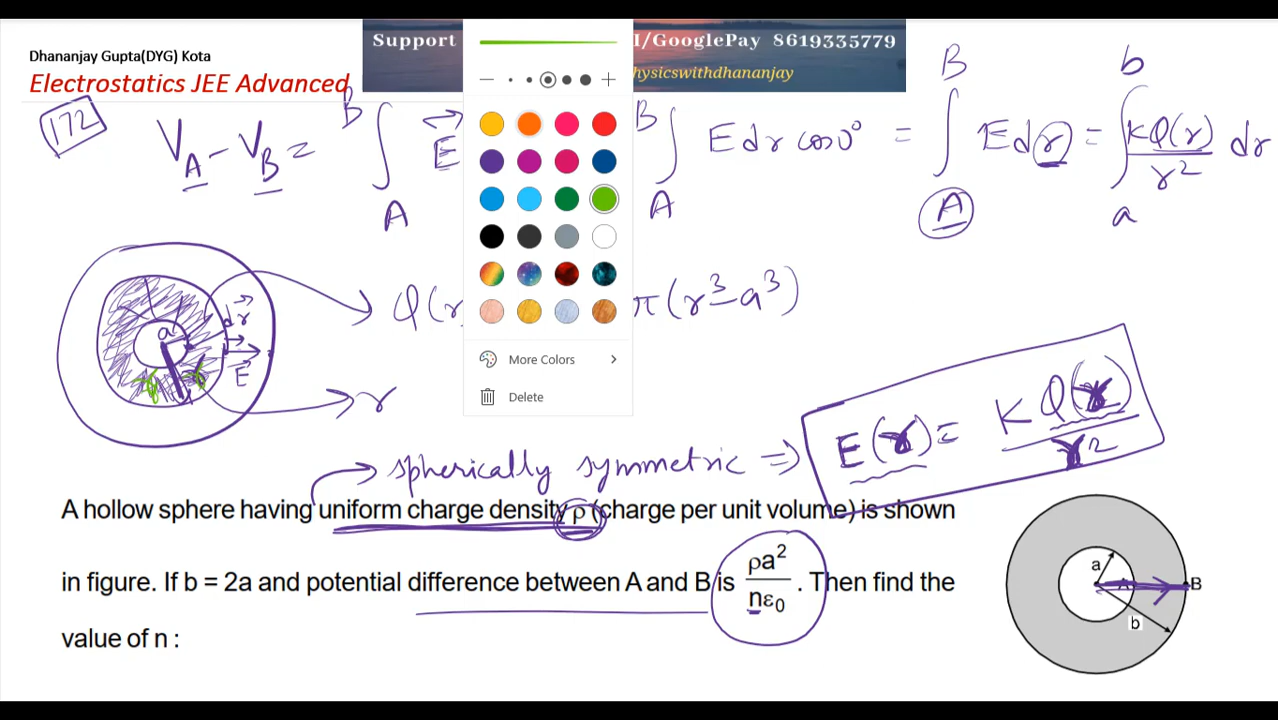 Support I/GooglePay 8619335779
hysicswithdhananjay
Dhananjay Gupta(DYG) Kota
Electrostatics JEE Advanced
172
V_A - V_B = ∫_A^B E⃗ ∫_A^B E dr cos0° = ∫_A^B E dr = ∫_a^b KQ(r)/r² dr
More Colors
Delete
a dr⃗ E⃗
Q(r π(r³-a³)
r
E(r) = KQ(r)/r²
spherically symmetric ⇒
A hollow sphere having uniform charge density ρ (charge per unit volume) is shown
in figure. If b = 2a and potential difference between A and B is ρa²/nε₀. Then find the
value of n :
a A B b